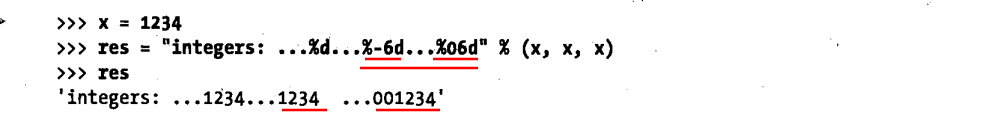 >>> x = 1234
>>> res = "integers: ...%d...%-6d...%06d" % (x, x, x)
>>> res
'integers: ...1234...1234  ...001234'